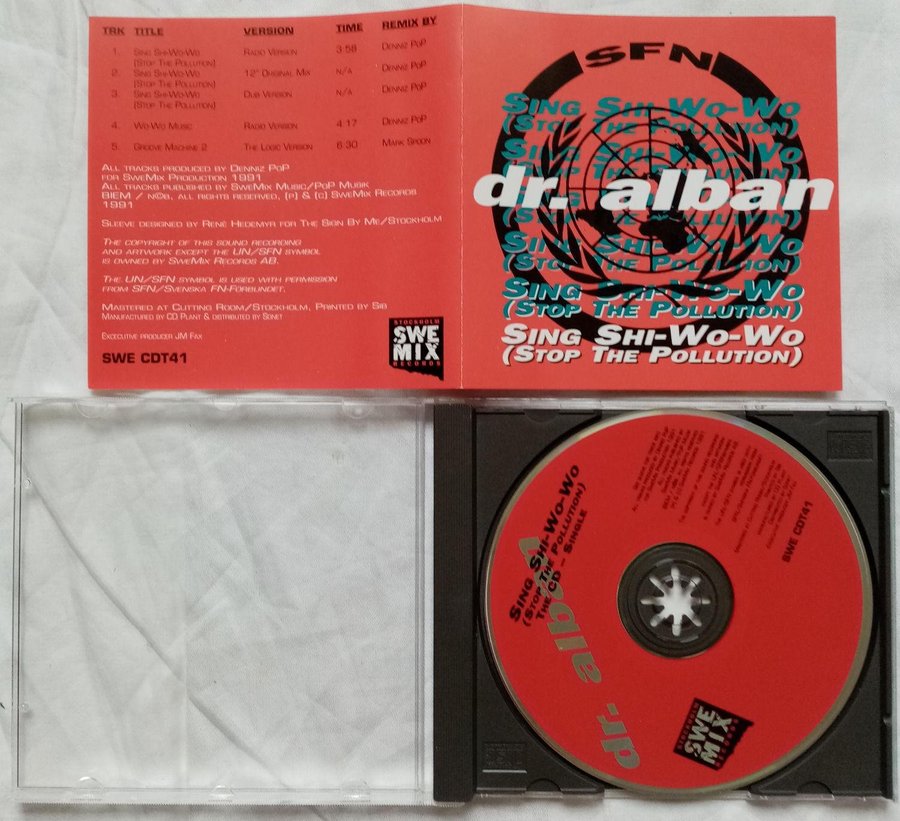 TRK TITLE VERSION TIME REMIX BY
1. Sing Shi-Wo-Wo Radio Version 3:58 Denniz PoP
(Stop The Pollution)
2. Sing Shi-Wo-Wo 12" Original Mix N/A Denniz PoP
(Stop The Pollution)
3. Sing Shi-Wo-Wo Dub Version N/A Denniz PoP
(Stop The Pollution)
4. Wo-Wo Music Radio Version 4:17 Denniz PoP
5. Groove Machine 2 The Logic Version 6:30 Mark Spoon
All tracks produced by Denniz PoP
for SweMix Production 1991
All tracks published by SweMix Music/PoP Musik
BIEM / n©b, all rights reserved, (p) & (c) SweMix Records
1991
Sleeve designed by René Hedemyr for The Sign By Me/Stockholm
The copyright of this sound recording
and artwork except the UN/SFN symbol
is owned by SweMix Records AB.
The UN/SFN symbol is used with permission
from SFN/Svenska FN-Förbundet.
Mastered at Cutting Room/Stockholm, Printed by Sib
Manufactured by CD Plant & distributed by Sonet
Excecutive producer JM Fax
SWE CDT41
STOCKHOLM
SWE
MIX
RECORDS
SFN
Sing Shi-Wo-Wo
(Stop The Pollution)
dr. alban
Sing Shi-Wo-Wo
(Stop The Pollution)
Sing Shi-Wo-Wo
(Stop The Pollution)
Sing Shi-Wo-Wo
(Stop The Pollution)
Sing Shi-Wo-Wo
(Stop The Pollution)
The CD - Single
dr. alban
SWE CDT41
STOCKHOLM
SWE
MIX
RECORDS